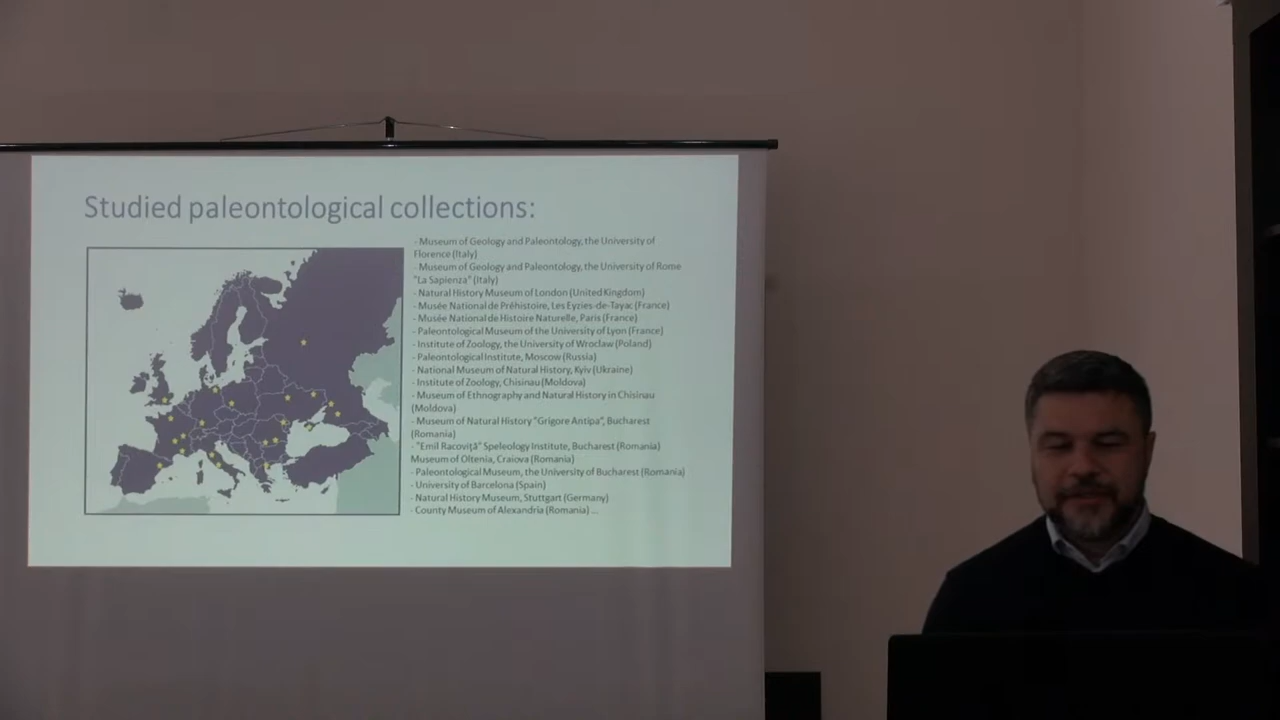 Studied paleontological collections:
- Museum of Geology and Paleontology, the University of
Florence (Italy)
- Museum of Geology and Paleontology, the University of Rome
"La Sapienza" (Italy)
- Natural History Museum of London (United Kingdom)
- Musée National de Préhistoire, Les Eyzies-de-Tayac (France)
- Musée National de Histoire Naturelle, Paris (France)
- Paleontological Museum of the University of Lyon (France)
- Institute of Zoology, the University of Wroclaw (Poland)
- Paleontological Institute, Moscow (Russia)
- National Museum of Natural History, Kyiv (Ukraine)
- Institute of Zoology, Chisinau (Moldova)
- Museum of Ethnography and Natural History in Chisinau
(Moldova)
- Museum of Natural History "Grigore Antipa", Bucharest
(Romania)
- "Emil Racoviţă" Speleology Institute, Bucharest (Romania)
Museum of Oltenia, Craiova (Romania)
- Paleontological Museum, the University of Bucharest (Romania)
- University of Barcelona (Spain)
- Natural History Museum, Stuttgart (Germany)
- County Museum of Alexandria (Romania) ...